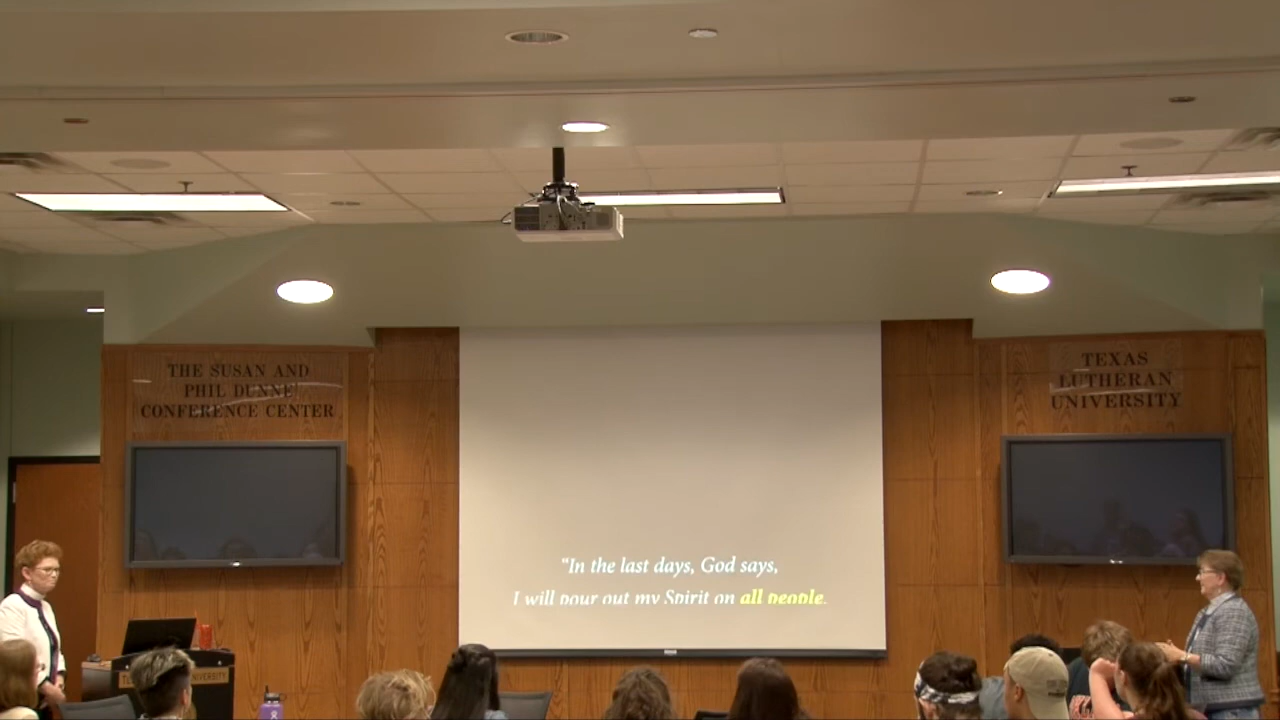 THE SUSAN AND
PHIL DUNNE
CONFERENCE CENTER
TEXAS
LUTHERAN
UNIVERSITY
“In the last days, God says,
I will pour out my Spirit on all people.
UNIVERSITY